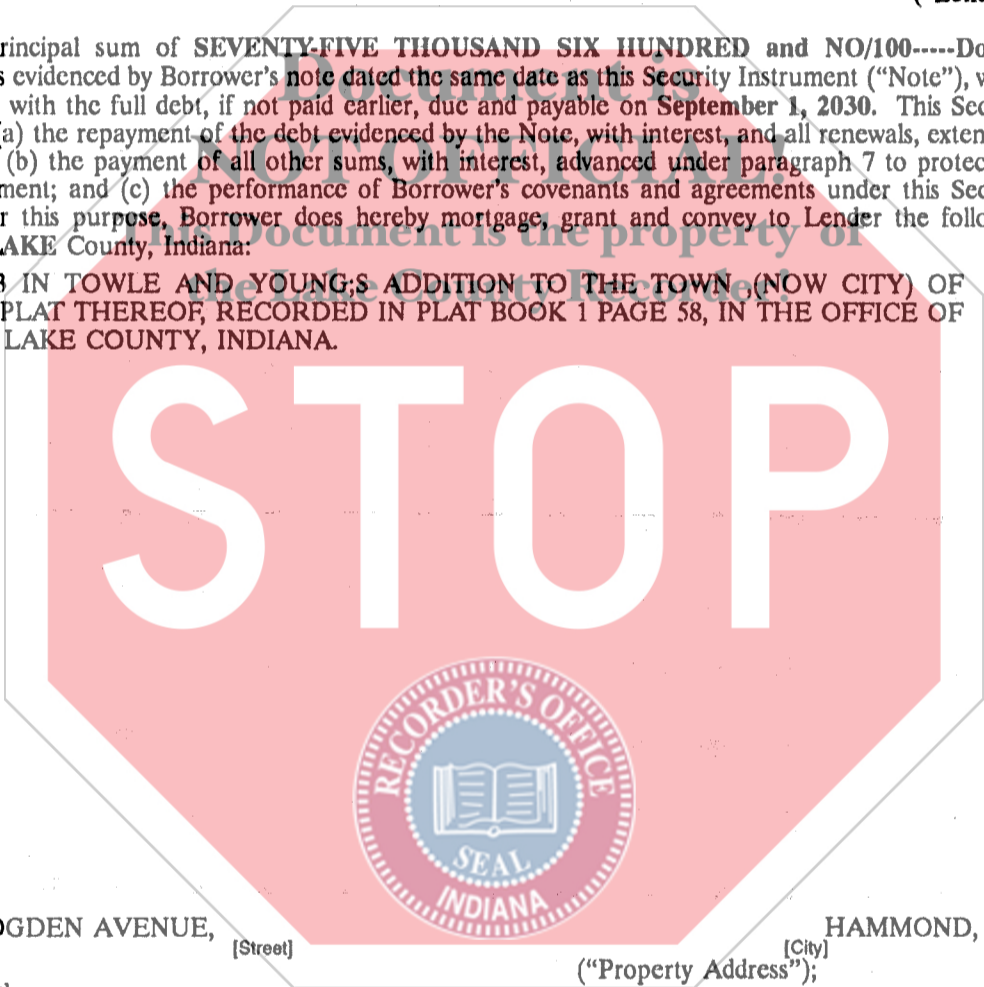 rincipal sum of SEVENTY-FIVE THOUSAND SIX HUNDRED and NO/100-----Do
s evidenced by Borrower's note dated the same date as this Security Instrument ("Note"), w
with the full debt, if not paid earlier, due and payable on September 1, 2030. This Sec
(a) the repayment of the debt evidenced by the Note, with interest, and all renewals, exten
(b) the payment of all other sums, with interest, advanced under paragraph 7 to protec
ment; and (c) the performance of Borrower's covenants and agreements under this Sec
r this purpose, Borrower does hereby mortgage, grant and convey to Lender the follo
LAKE County, Indiana:
IN TOWLE AND YOUNG;S ADDITION TO THE TOWN (NOW CITY) OF
PLAT THEREOF, RECORDED IN PLAT BOOK 1 PAGE 58, IN THE OFFICE OF
LAKE COUNTY, INDIANA.
Document is
NOT OFFICIAL!
This Document is the property of
the Lake County Recorder!
STOP
RECORDER'S OFFICE
SEAL
INDIANA
OGDEN AVENUE, HAMMOND,
[Street] [City]
("Property Address");